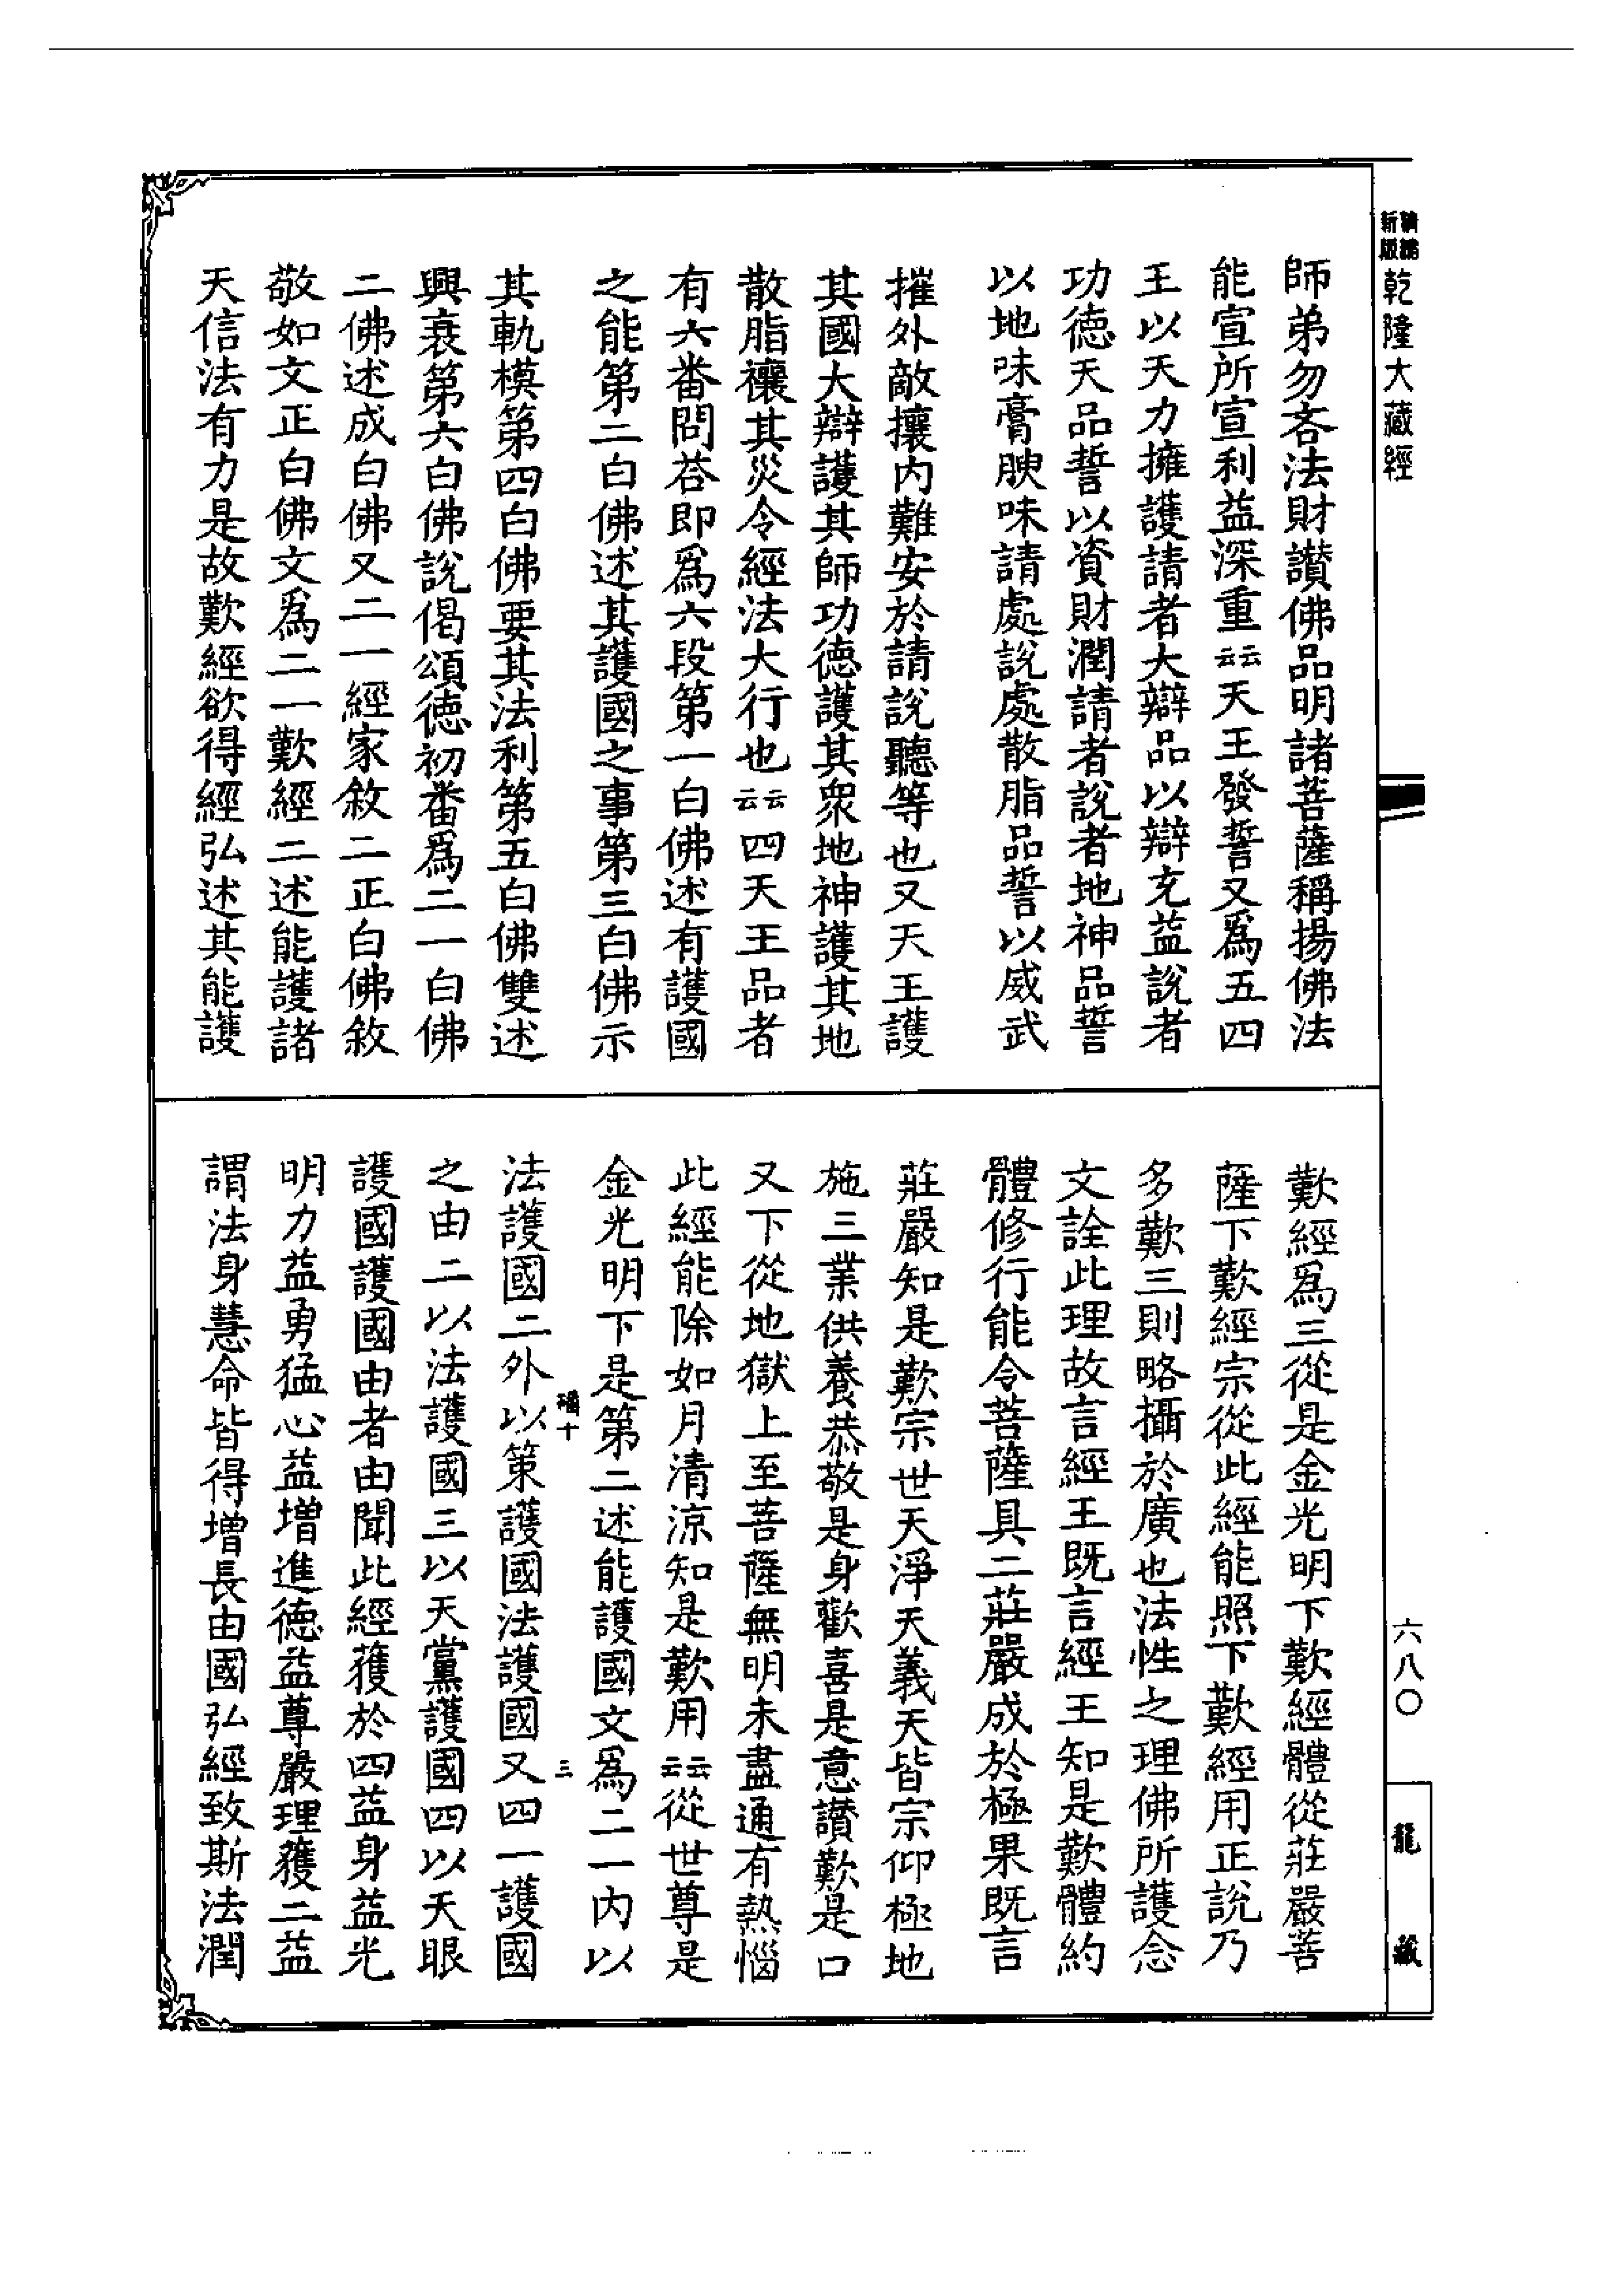 新版精編乾隆大藏經
師弟勿吝法財讃佛品明諸菩薩稱揚佛法
能宣所宣利益深重云云天王發誓又爲五四
王以天力擁護請者大辯品以辯充益說者
功德天品誓以資財潤請者說者地神品誓
以地味膏腴味請處說處散脂品誓以威武
摧外敵攘内難安於請說聽等也又天王護
其國大辯護其師功德護其衆地神護其地
散脂禳其災令經法大行也云云四天王品者
有六番問荅即爲六段第一白佛述有護國
之能第二白佛述其護國之事第三白佛示
其軌模第四白佛要其法利第五白佛雙述
興衰第六白佛說偈頌德初番爲二一白佛
二佛述成白佛又二一經家敘二正白佛敘
敬如文正白佛文爲二一歎經二述能護諸
天信法有力是故歎經欲得經弘述其能護
歎經爲三從是金光明下歎經體從莊嚴菩
薩下歎經宗從此經能照下歎經用正說乃
多歎三則略攝於廣也法性之理佛所護念
文詮此理故言經王既言經王知是歎體約
體修行能令菩薩具二莊嚴成於極果既言
莊嚴知是歎宗世天淨天義天皆宗仰極地
施三業供養恭敬是身歡喜是意讃歎是口
又下從地獄上至菩薩無明未盡通有熱惱
此經能除如月清涼知是歎用云云從世尊是
金光明下是第二述能護國文爲二一内以
法護國二外以策護國法護國又四一護國
之由二以法護國三以天黨護國四以天眼
護國護國由者由聞此經獲於四益身益光
明力益勇猛心益增進德益尊嚴理獲二益
謂法身慧命皆得增長由國弘經致斯法潤
十
三
六八〇
龍藏